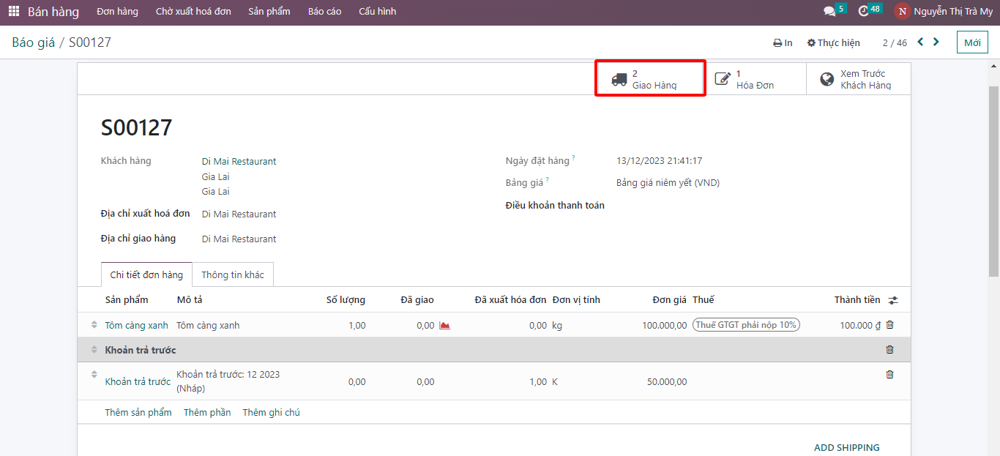 Bán hàng Đơn hàng Chờ xuất hoá đơn Sản phẩm Báo cáo Cấu hình 5 48 N Nguyễn Thị Trà My
Báo giá / S00127 In Thực hiện 2 / 46 Mới
2 1 Xem Trước
Giao Hàng Hóa Đơn Khách Hàng
S00127
Khách hàng Di Mai Restaurant Ngày đặt hàng ? 13/12/2023 21:41:17
Gia Lai Bảng giá ? Bảng giá niêm yết (VND)
Gia Lai
Điều khoản thanh toán
Địa chỉ xuất hoá đơn Di Mai Restaurant
Địa chỉ giao hàng Di Mai Restaurant
Chi tiết đơn hàng Thông tin khác
Sản phẩm Mô tả Số lượng Đã giao Đã xuất hóa đơn Đơn vị tính Đơn giá Thuế Thành tiền
Tôm càng xanh Tôm càng xanh 1,00 0,00 0,00 kg 100.000,00 Thuế GTGT phải nộp 10% 100.000 ₫
Khoản trả trước
Khoản trả trước Khoản trả trước: 12 2023 0,00 0,00 1,00 K 50.000,00
(Nháp)
Thêm sản phẩm Thêm phần Thêm ghi chú
ADD SHIPPING